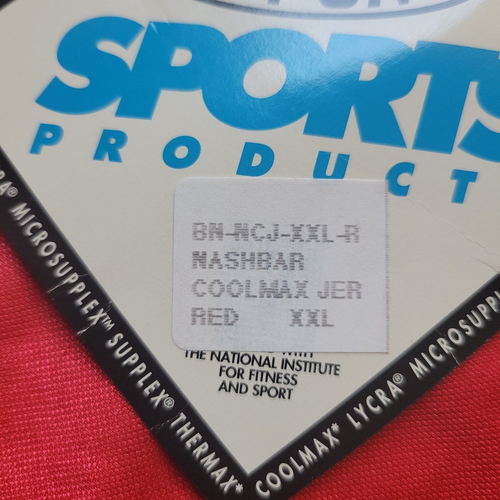 SPORTS
PRODUCT
BN-NCJ-XXL-R
NASHBAR
COOLMAX JER
RED XXL
THE NATIONAL INSTITUTE
FOR FITNESS
AND SPORT
MICROSUPPLEX™ SUPPLEX® THERMAX*
COOLMAX* LYCRA® MICROSUPP